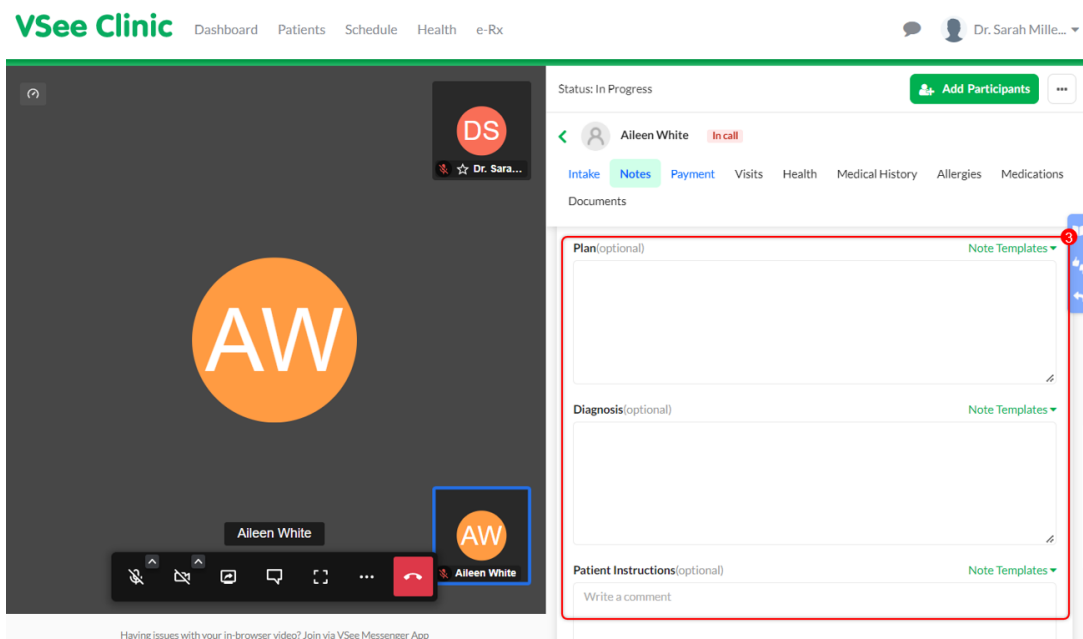 VSee Clinic Dashboard Patients Schedule Health e-Rx Dr. Sarah Mille...
DS
Dr. Sara...
AW
Aileen White
AW
Aileen White
Having issues with your in-browser video? Join via VSee Messenger App
Status: In Progress Add Participants
Aileen White In call
Intake Notes Payment Visits Health Medical History Allergies Medications
Documents
3
Plan(optional) Note Templates
Diagnosis(optional) Note Templates
Patient Instructions(optional) Note Templates
Write a comment